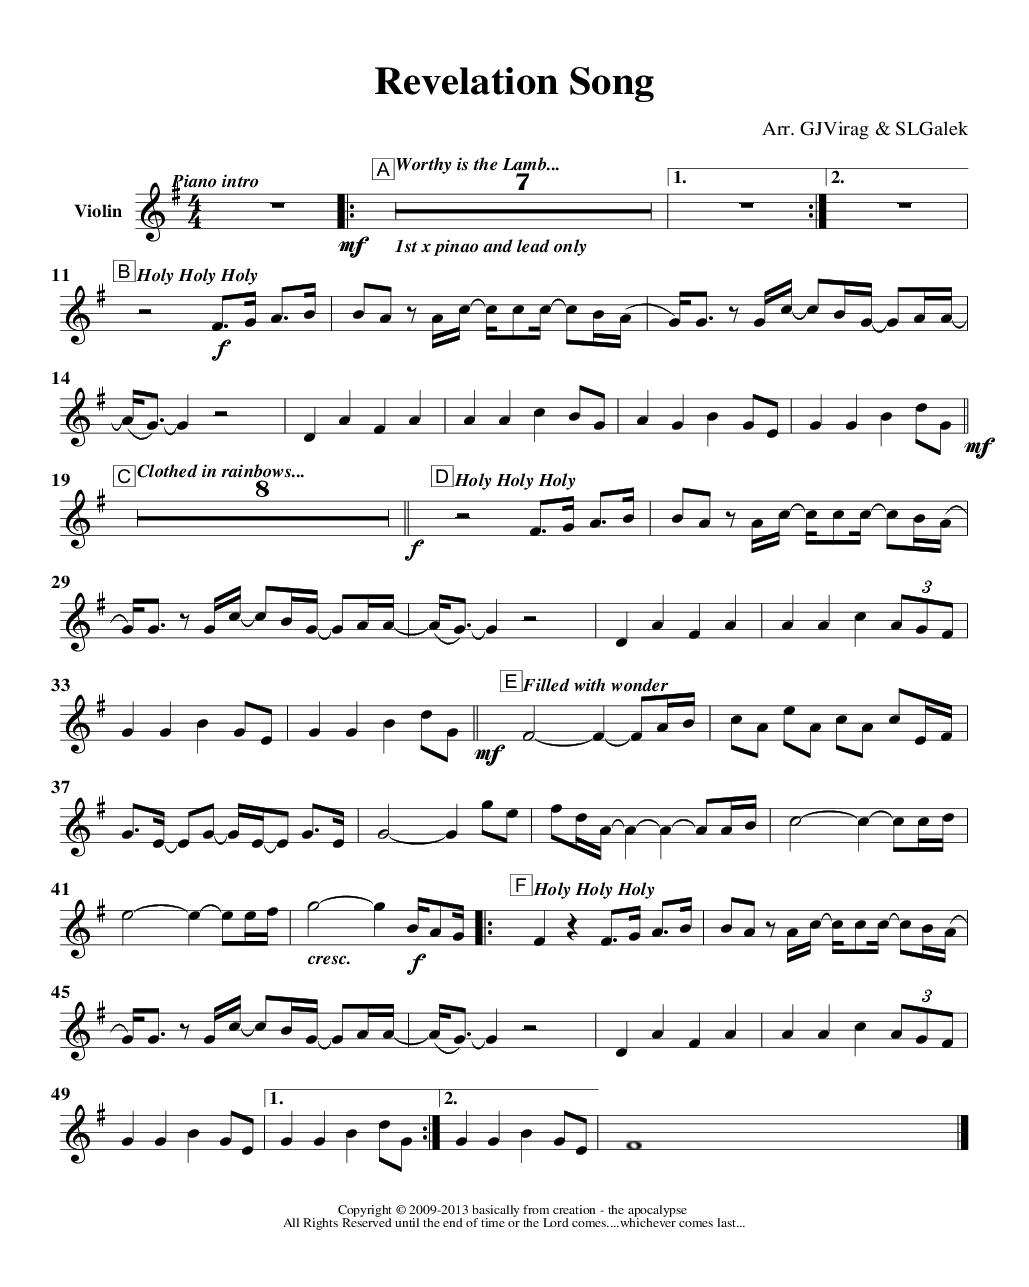 Revelation Song
Arr. GJVirag & SLGalek
Piano intro
A Worthy is the Lamb...
7
1. 2.
Violin
4
4
mf 1st x pinao and lead only
11 B Holy Holy Holy
f
14
mf
19 C Clothed in rainbows... D Holy Holy Holy
8
f
29
3
33 E Filled with wonder
mf
37
41 F Holy Holy Holy
cresc. f
45
3
49 1. 2.
Copyright © 2009-2013 basically from creation - the apocalypse
All Rights Reserved until the end of time or the Lord comes....whichever comes last...